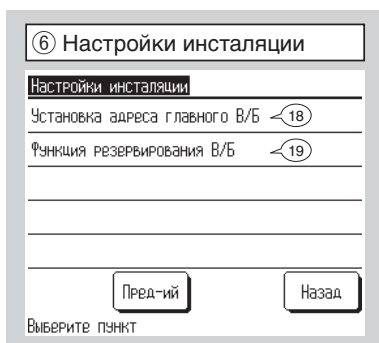 ⑥ Настройки инсталяции
Настройки инсталяции
Установка адреса главного В/Б ⑱
Функция резервирования В/Б ⑲
Пред-ий Назад
Выберите пункт